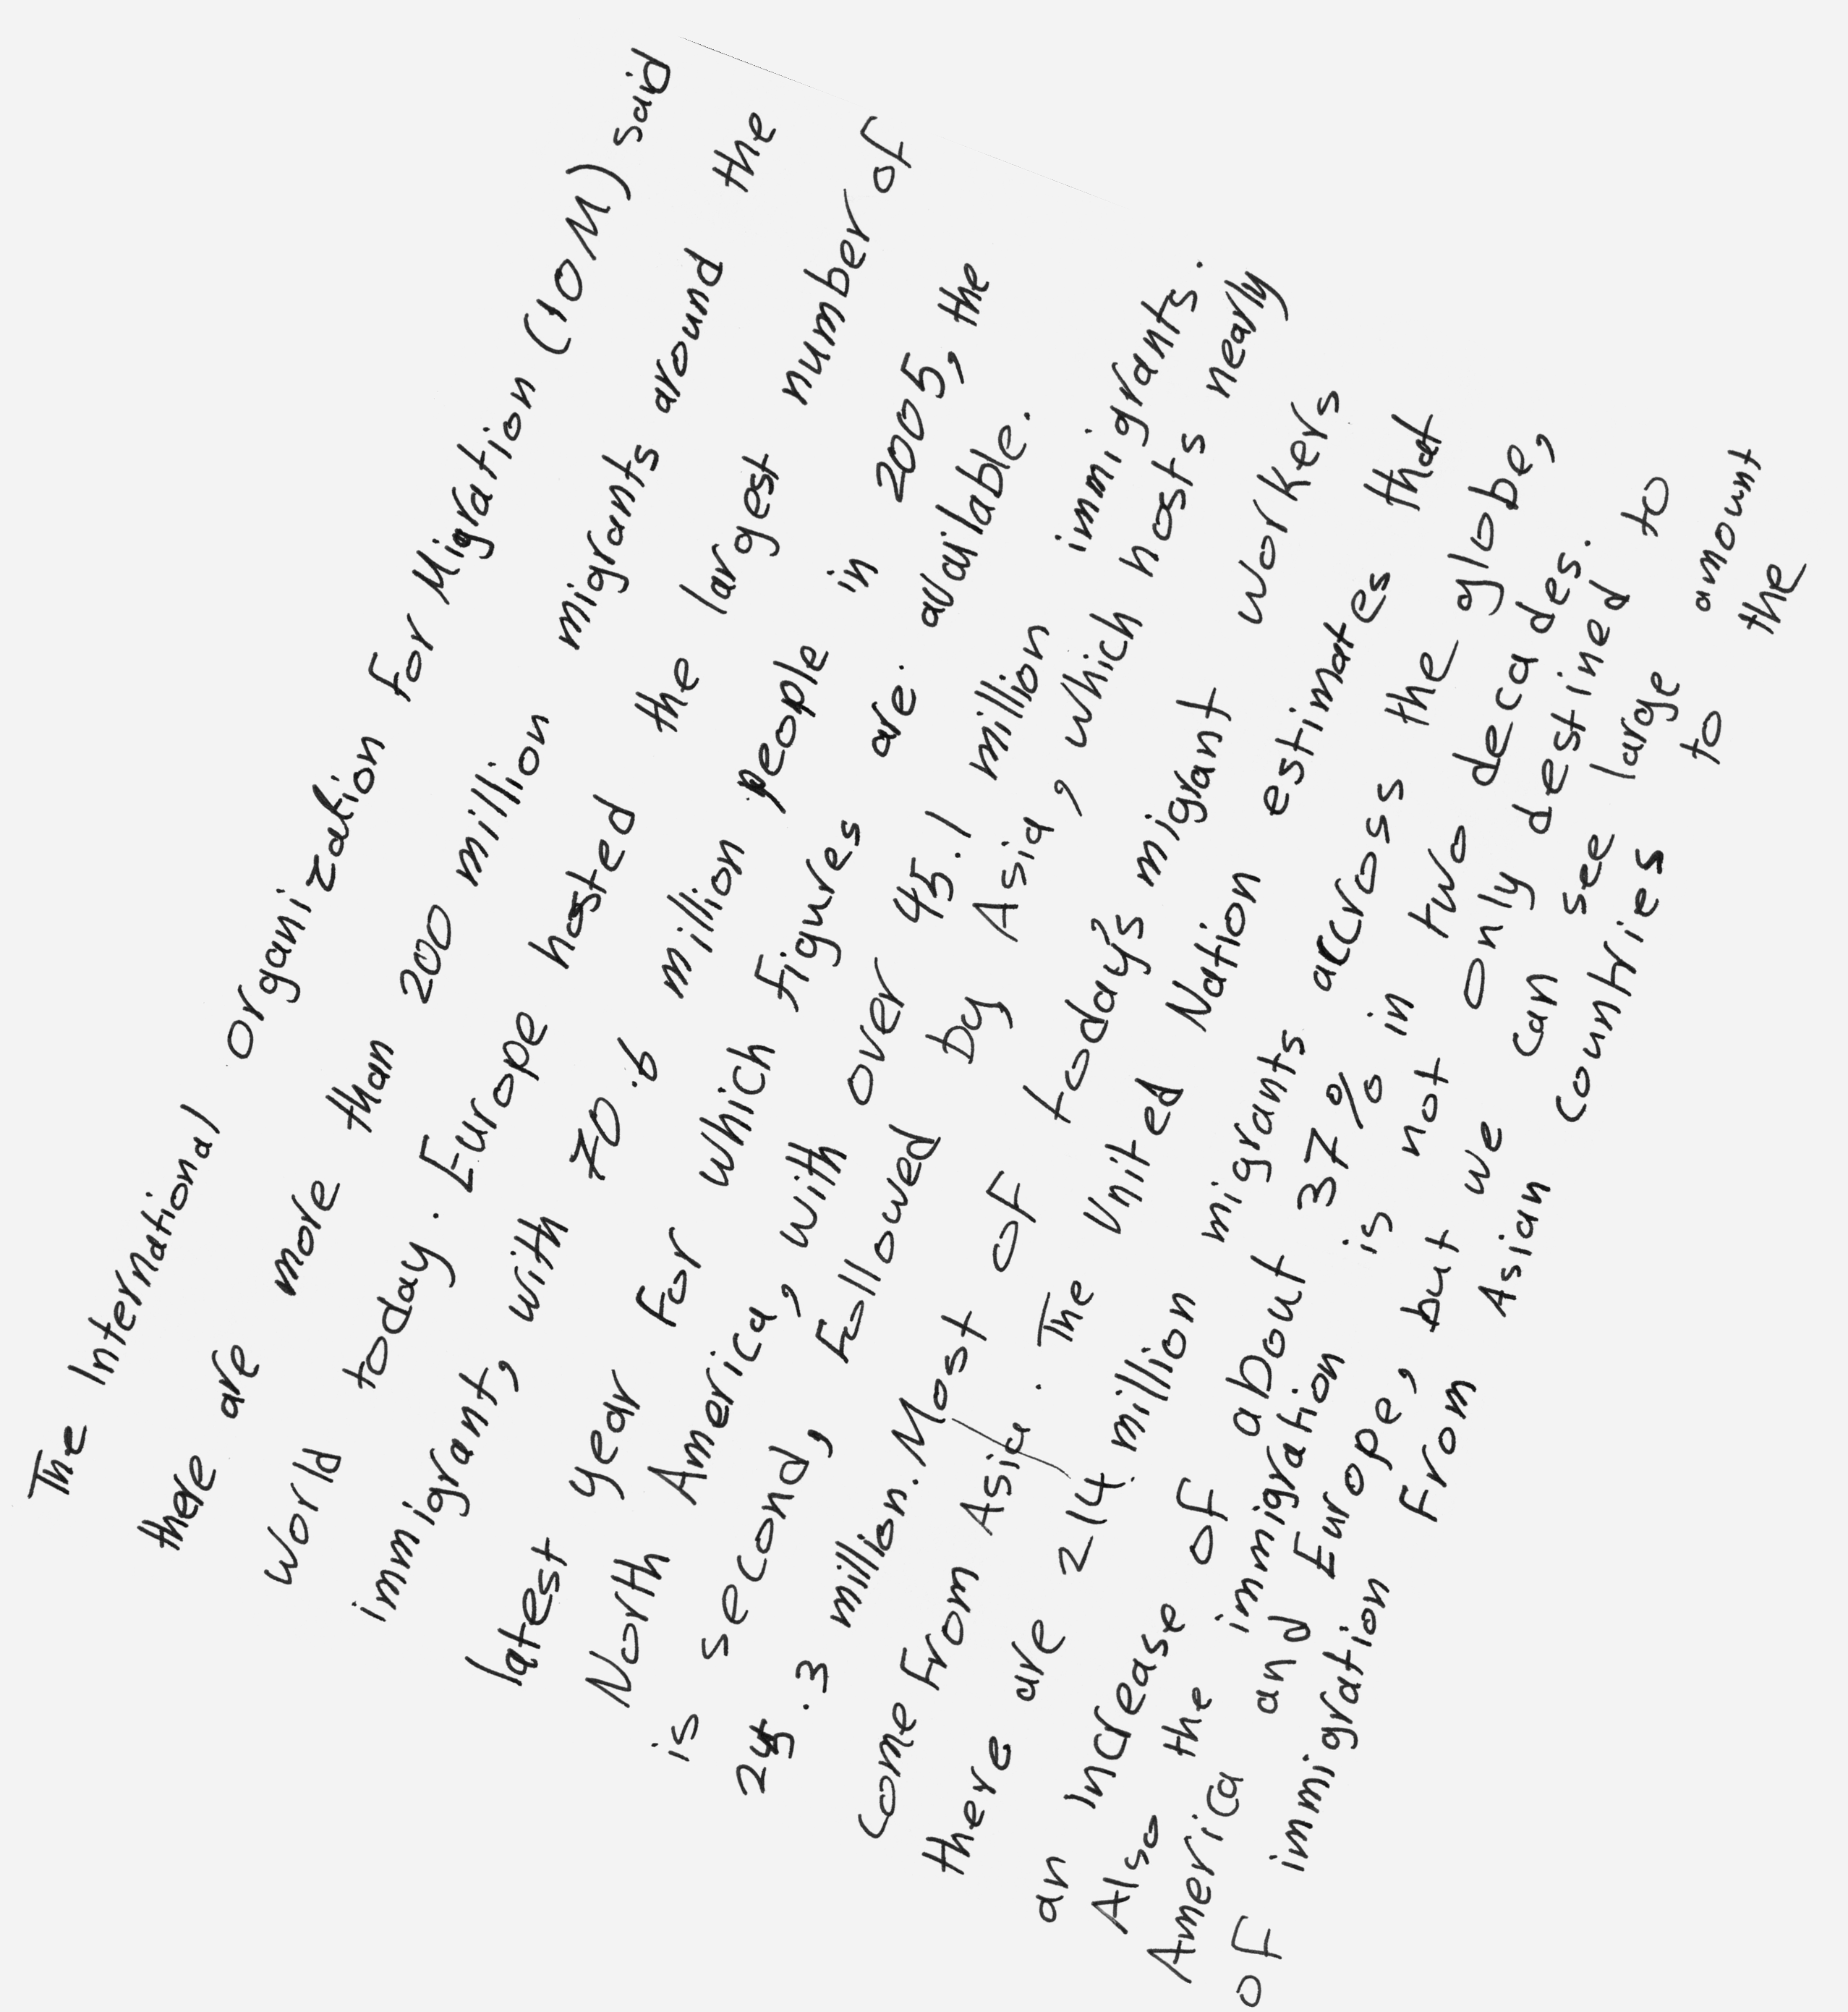 The International organization for Migration (IOM) said
there are more than 200 million migrants around the
world today. Europe hosted the largest number of
immigrant, with 70.6 million people in 2005, the
latest year for which figures are. available.
North America, with over 45.1 million immigrants.
is second, followed by Asia, which hosts nearly
25.3 million. Most of today's migrant workers
come from Asia. The United Nation estimates that
there are 214 million migrants accross the globe,
an increase of about 37% in two decades.
Also the immigration is not only destined to
America and Europe, but we can see large amount
of immigration from Asian countries to the